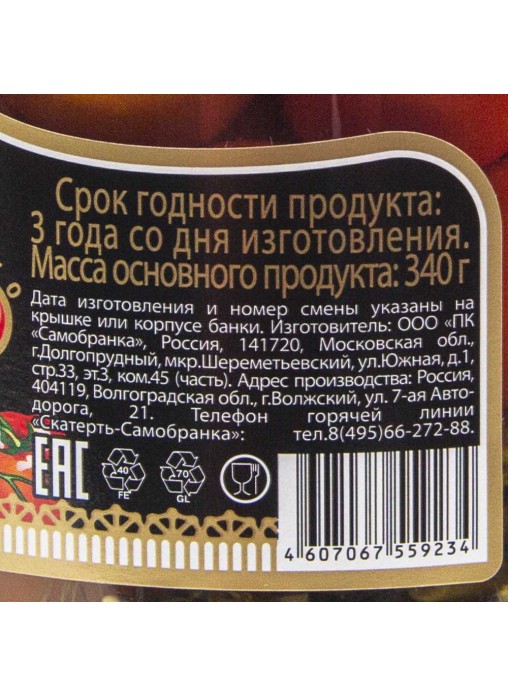 Срок годности продукта:
3 года со дня изготовления.
Масса основного продукта: 340 г
Дата изготовления и номер смены указаны на
крышке или корпусе банки. Изготовитель: ООО «ПК
«Самобранка», Россия, 141720, Московская обл.,
г.Долгопрудный, мкр.Шереметьевский, ул.Южная, д.1,
стр.33, эт.3, ком.45 (часть). Адрес производства: Россия,
404119, Волгоградская обл., г.Волжский, ул. 7-ая Авто-
дорога, 21. Телефон горячей линии
«Скатерть-Самобранка»: тел.8(495)66-272-88.
EAC
40
FE
70
GL
4 607067 559234